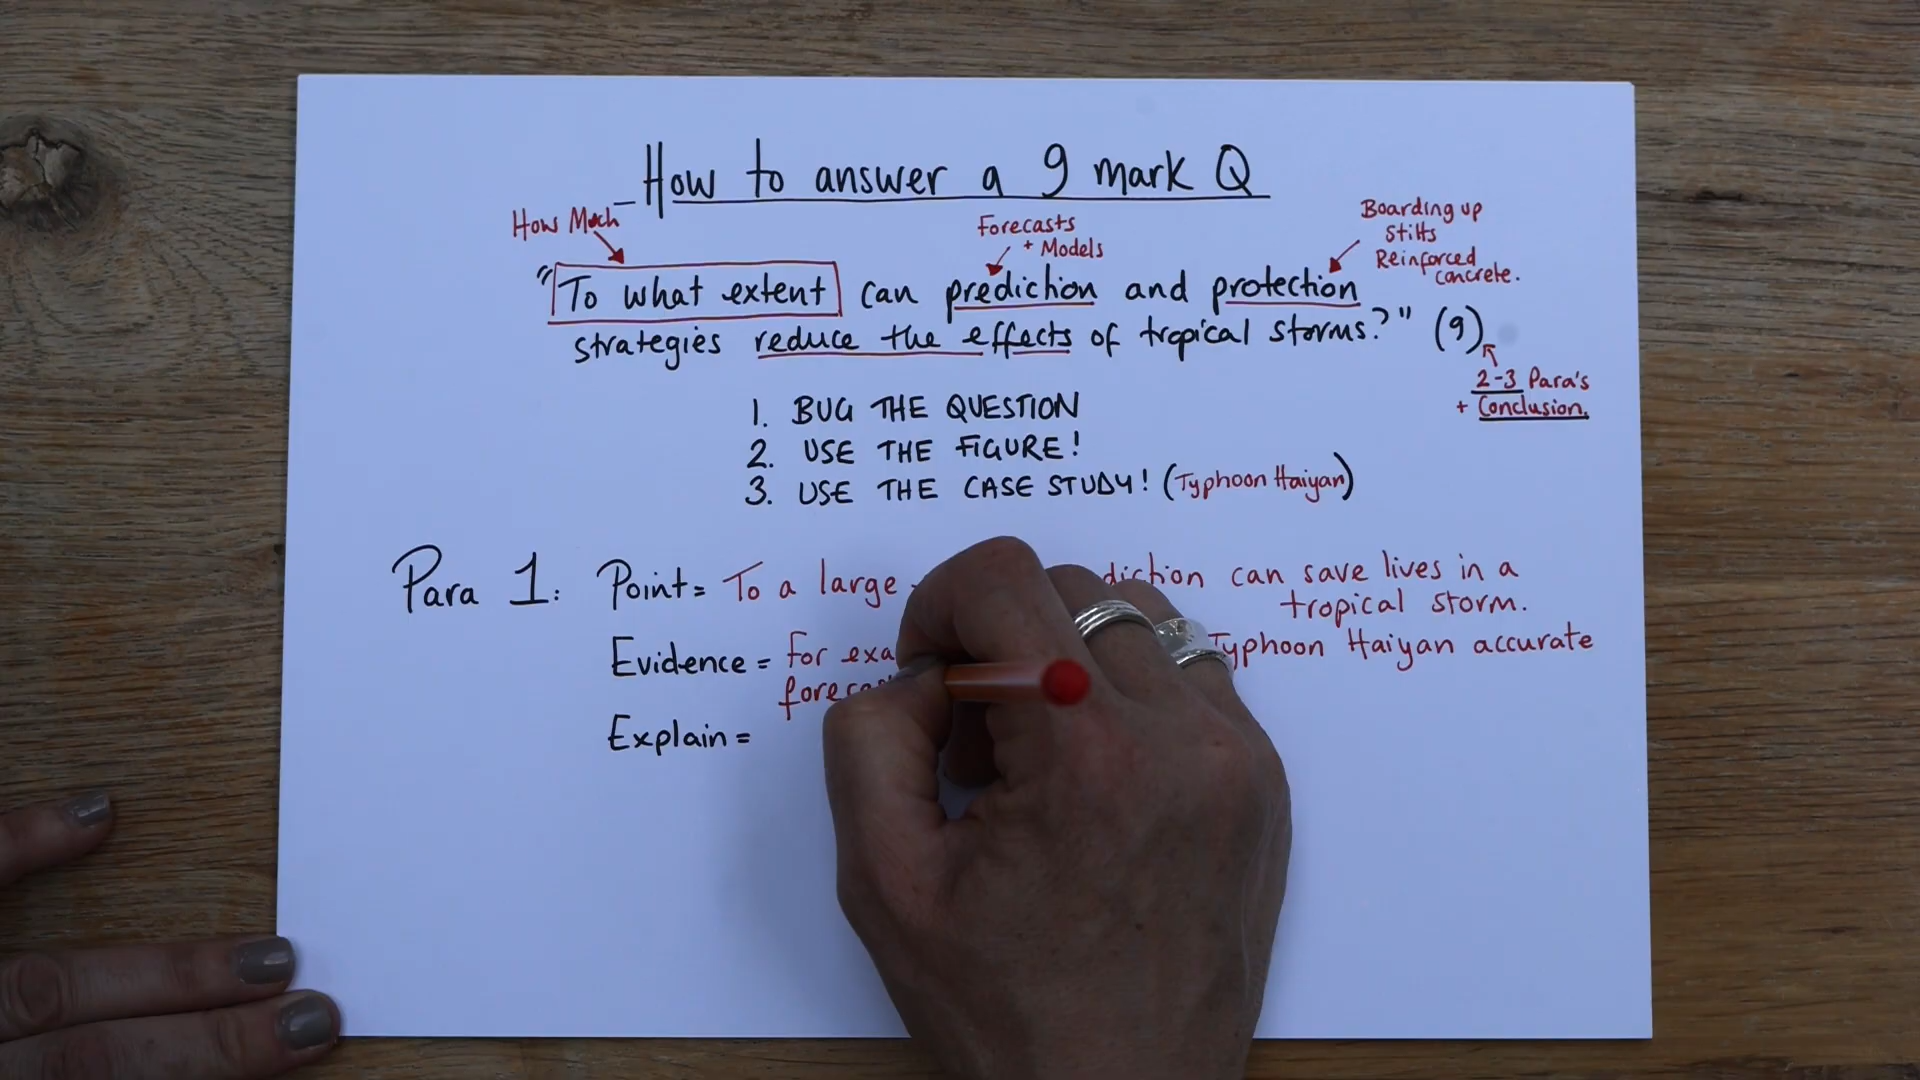 How to answer a 9 mark Q
How Much
Forecasts
+ Models
Boarding up
Stilts
Reinforced
concrete.
"To what extent can prediction and protection
strategies reduce the effects of tropical storms?" (9)
2-3 Para's
+ Conclusion.
1. BUG THE QUESTION
2. USE THE FIGURE!
3. USE THE CASE STUDY! (Typhoon Haiyan)
Para 1: Point = To a large diction can save lives in a
tropical storm.
Evidence = for exa Typhoon Haiyan accurate
forecas
Explain =